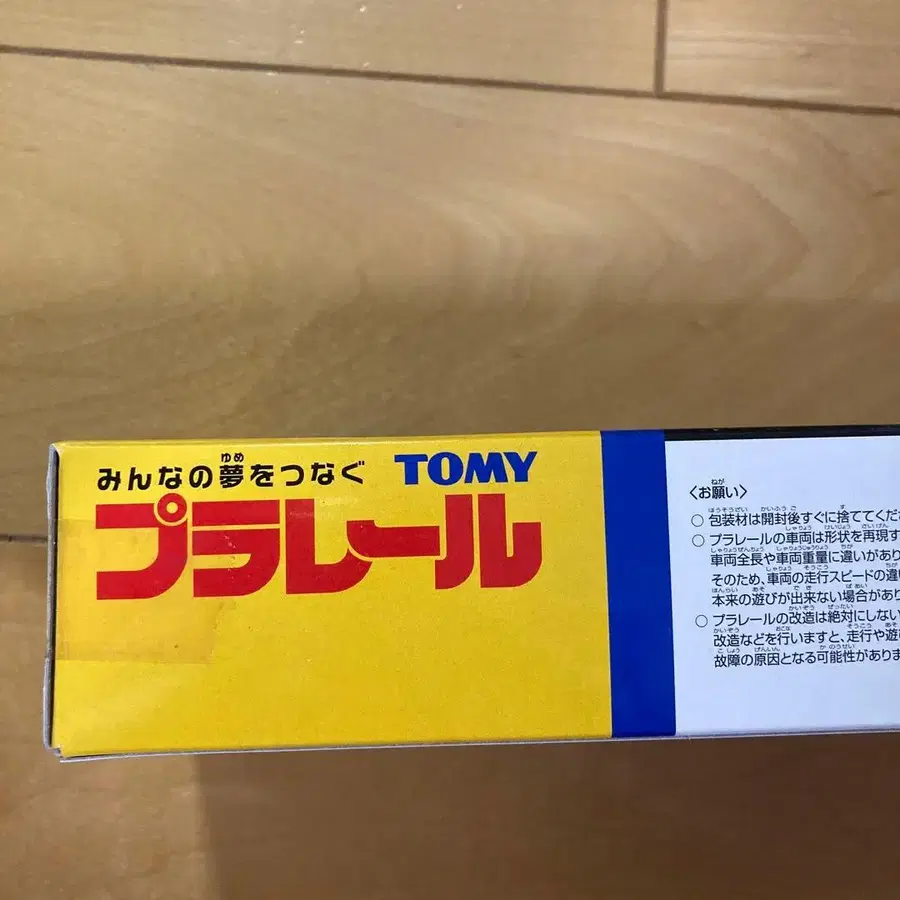 みんなの夢をつなぐ TOMY
プラレール
〈お願い〉
○ 包装材は開封後すぐに捨ててくだ
○ プラレールの車両は形状を再現す
車両全長や車両重量に違いがあり
そのため、車両の走行スピードの違い
本来の遊びが出来ない場合があり
○ プラレールの改造は絶対にしない
改造などを行いますと、走行や遊
故障の原因となる可能性がありま